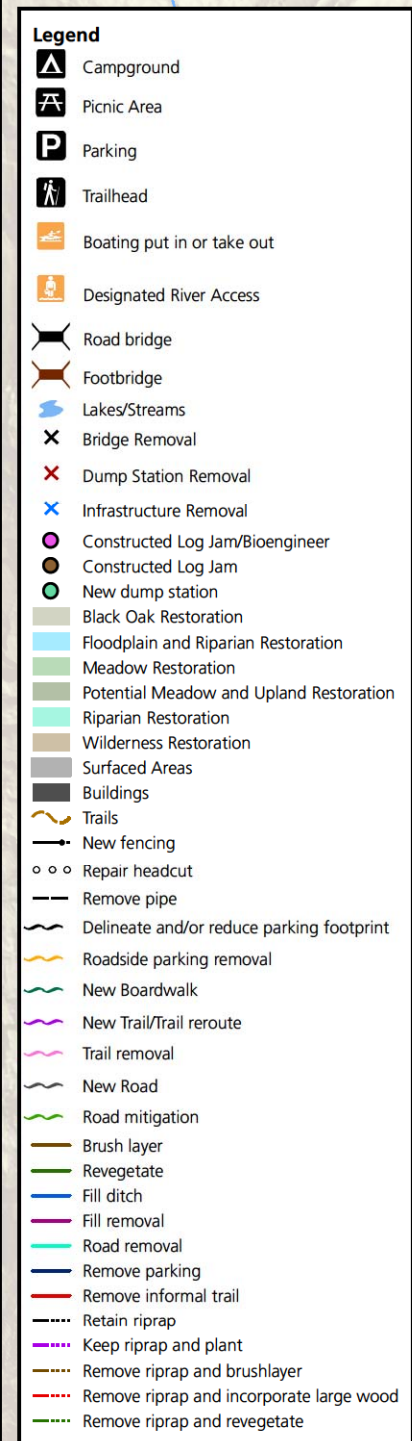 Legend
Campground
Picnic Area
P Parking
Trailhead
Boating put in or take out
Designated River Access
Road bridge
Footbridge
Lakes/Streams
Bridge Removal
Dump Station Removal
Infrastructure Removal
Constructed Log Jam/Bioengineer
Constructed Log Jam
New dump station
Black Oak Restoration
Floodplain and Riparian Restoration
Meadow Restoration
Potential Meadow and Upland Restoration
Riparian Restoration
Wilderness Restoration
Surfaced Areas
Buildings
Trails
New fencing
Repair headcut
Remove pipe
Delineate and/or reduce parking footprint
Roadside parking removal
New Boardwalk
New Trail/Trail reroute
Trail removal
New Road
Road mitigation
Brush layer
Revegetate
Fill ditch
Fill removal
Road removal
Remove parking
Remove informal trail
Retain riprap
Keep riprap and plant
Remove riprap and brushlayer
Remove riprap and incorporate large wood
Remove riprap and revegetate